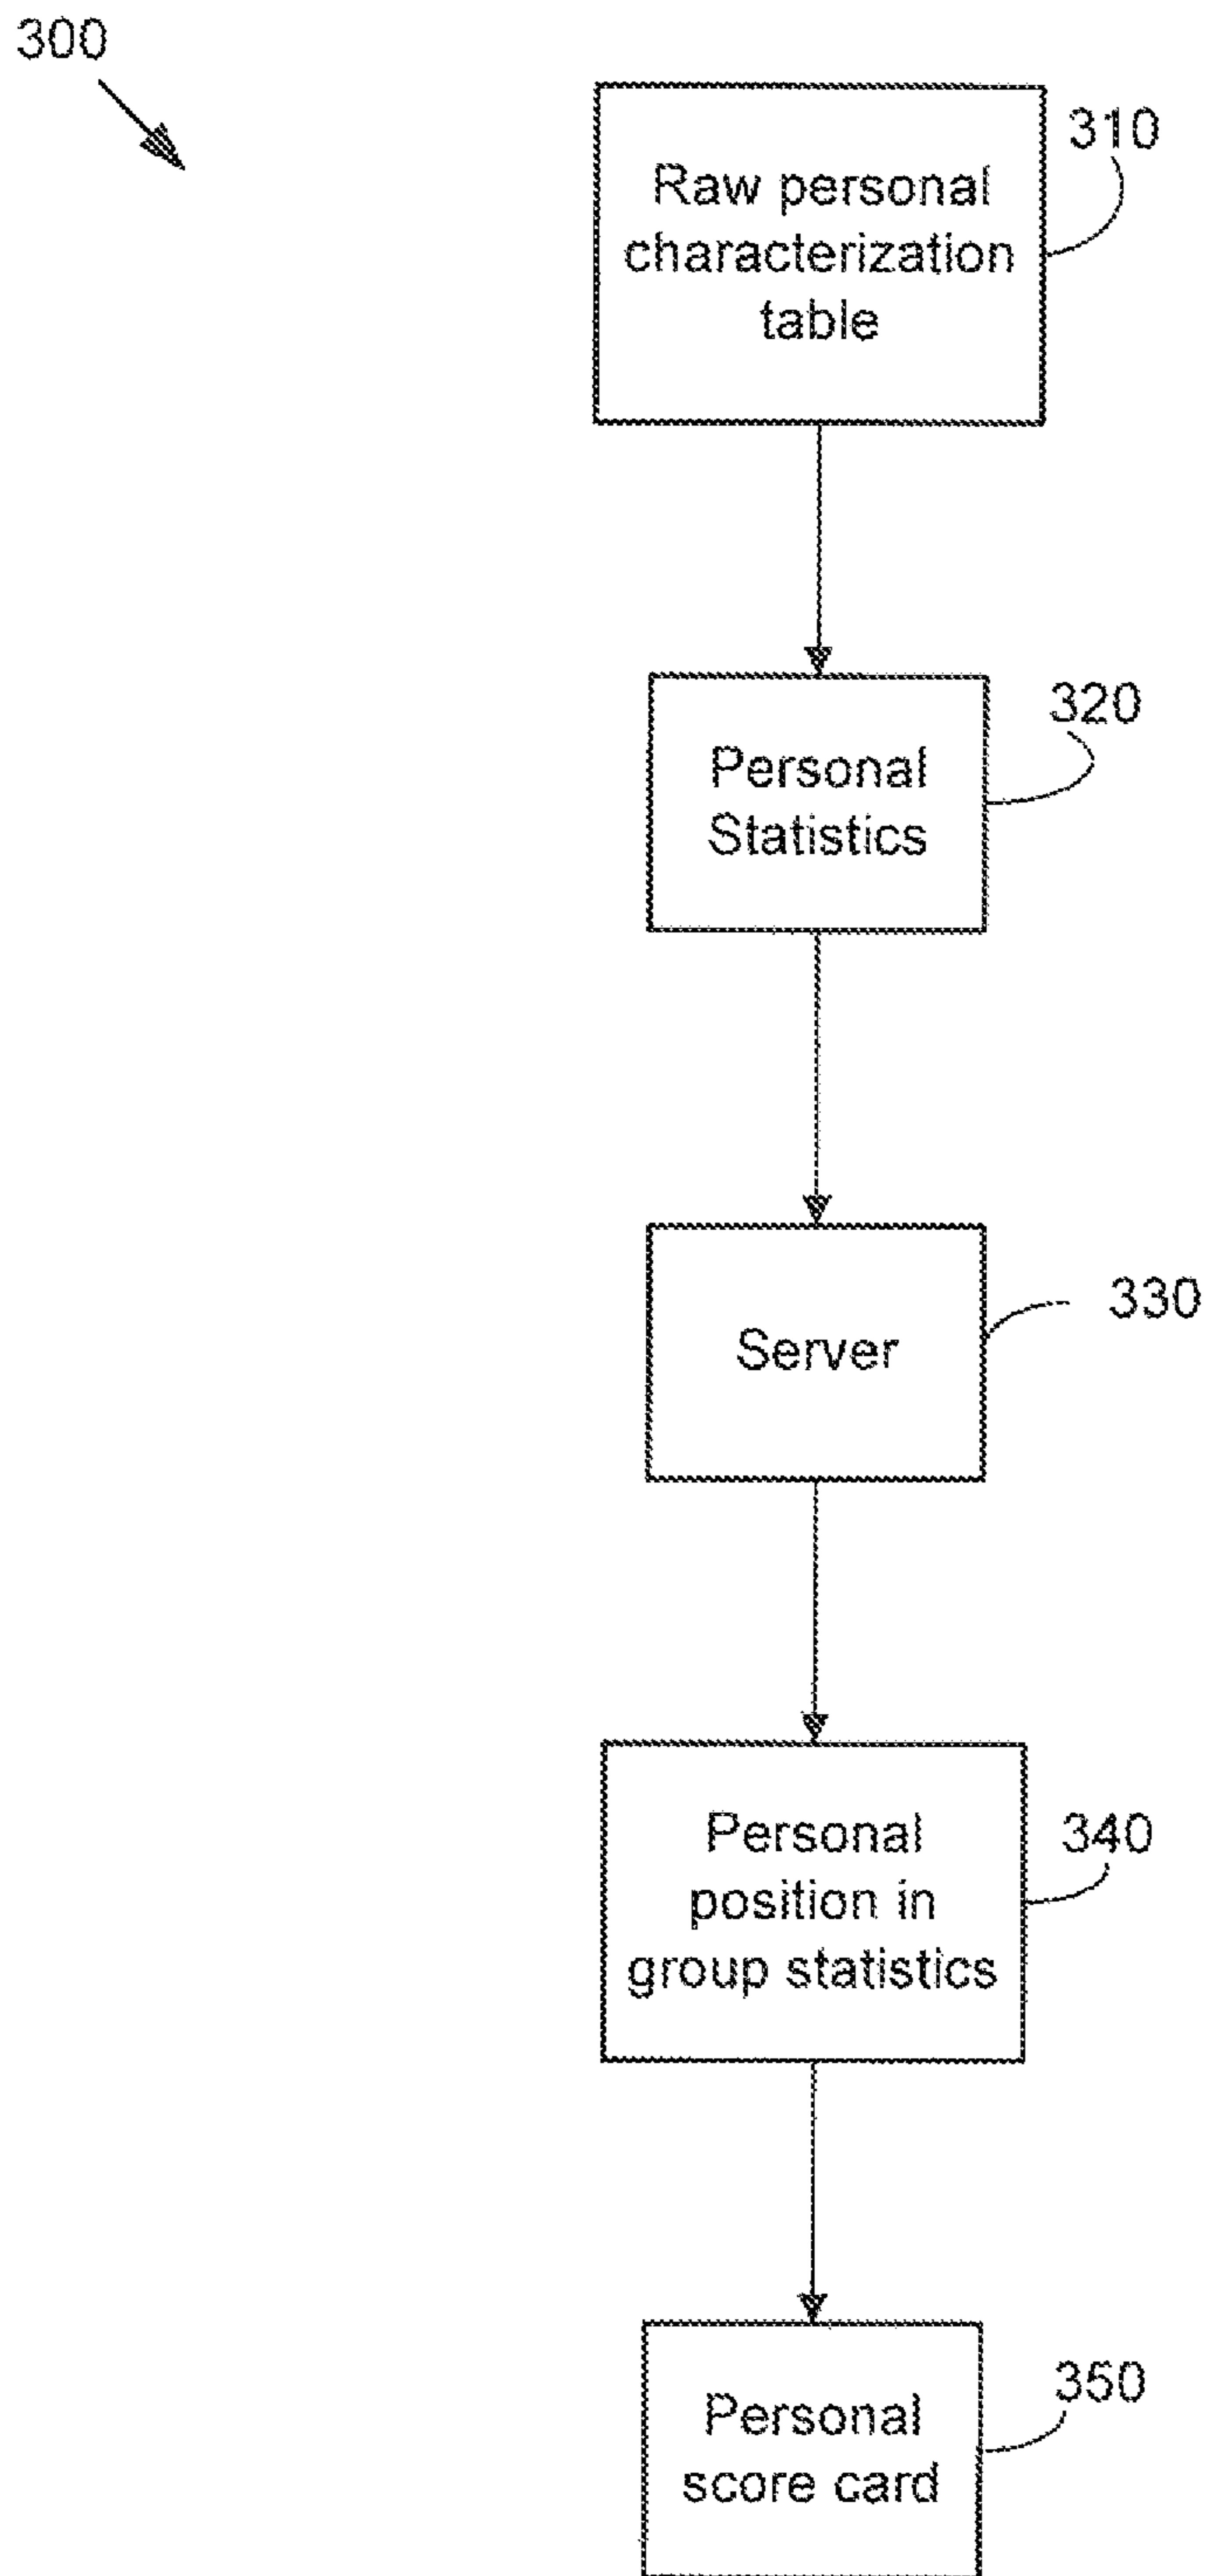 300
310
Raw personal
characterization
table
320
Personal
Statistics
330
Server
Personal
340
position in
group statistics
350
Personal
score card